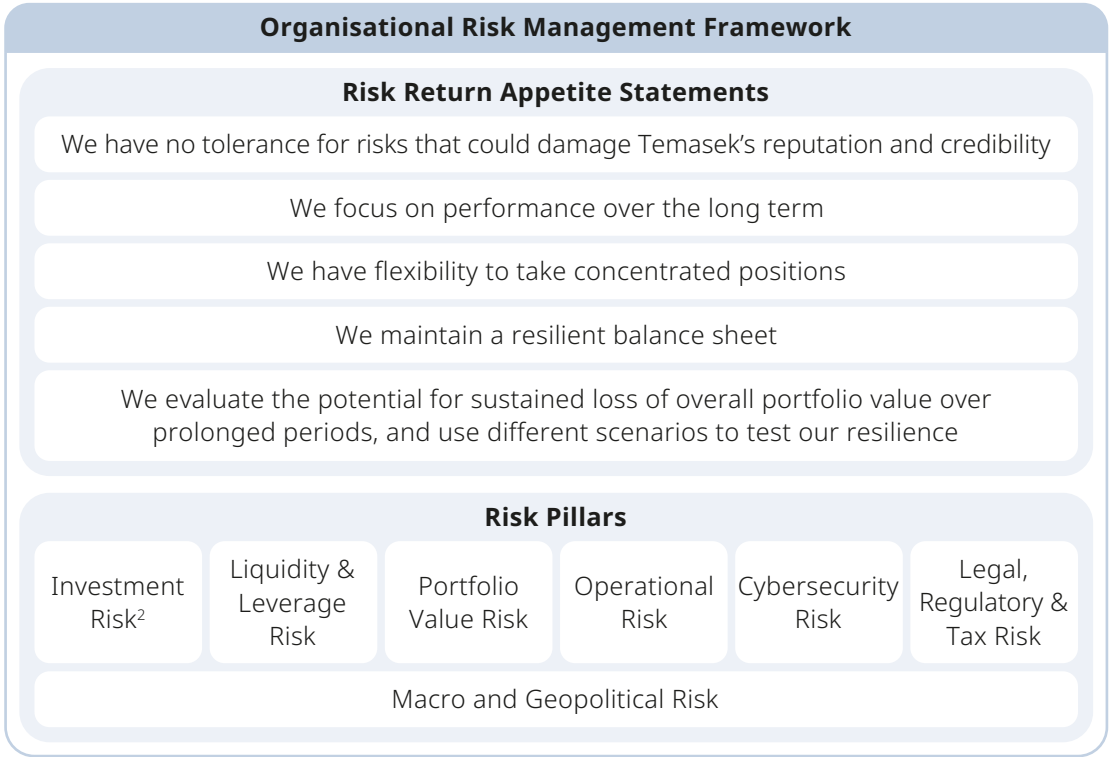 Organisational Risk Management Framework
Risk Return Appetite Statements
We have no tolerance for risks that could damage Temasek’s reputation and credibility
We focus on performance over the long term
We have flexibility to take concentrated positions
We maintain a resilient balance sheet
We evaluate the potential for sustained loss of overall portfolio value over
prolonged periods, and use different scenarios to test our resilience
Risk Pillars
Investment
Risk²
Liquidity &
Leverage
Risk
Portfolio
Value Risk
Operational
Risk
Cybersecurity
Risk
Legal,
Regulatory &
Tax Risk
Macro and Geopolitical Risk